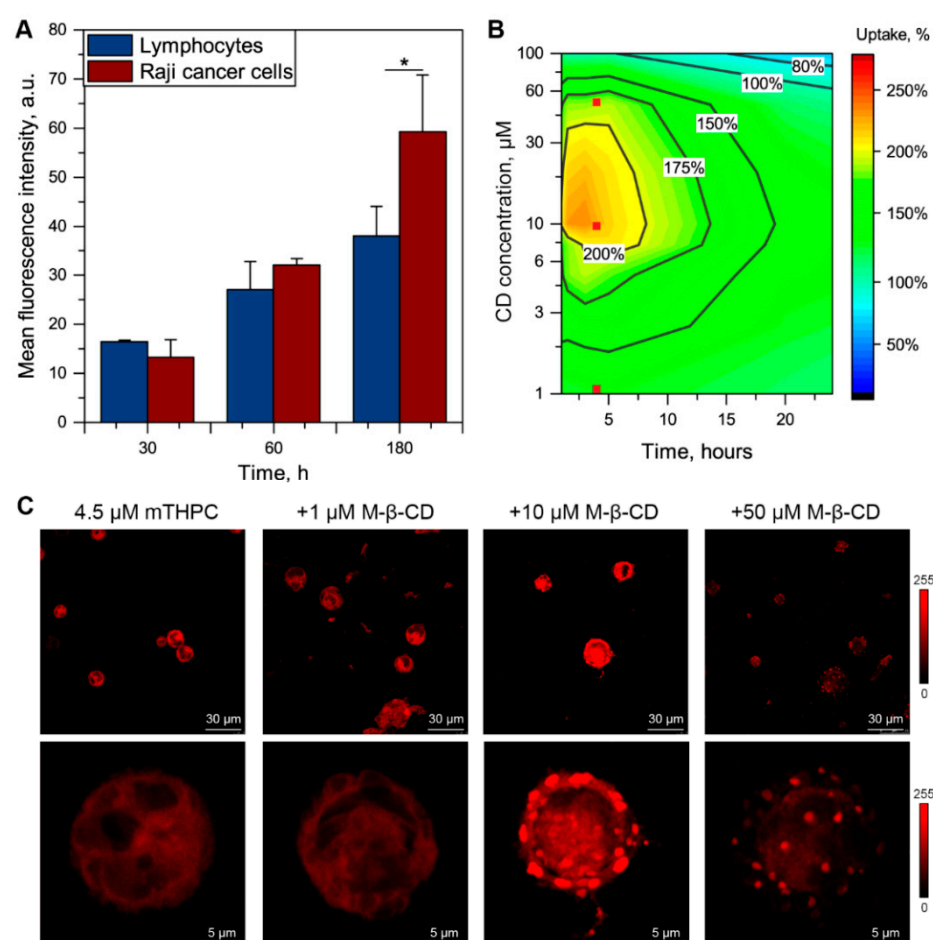 A
Lymphocytes
Raji cancer cells
*
Mean fluorescence intensity, a.u.
80
70
60
50
40
30
20
10
0
30
60
180
Time, h
B
Uptake, %
CD concentration, μM
100
60
30
10
6
3
1
80%
100%
150%
175%
200%
5
10
15
20
Time, hours
250%
200%
150%
100%
50%
C
4.5 μM mTHPC
+1 μM M-β-CD
+10 μM M-β-CD
+50 μM M-β-CD
30 μm
30 μm
30 μm
30 μm
255
0
5 μm
5 μm
5 μm
5 μm
255
0